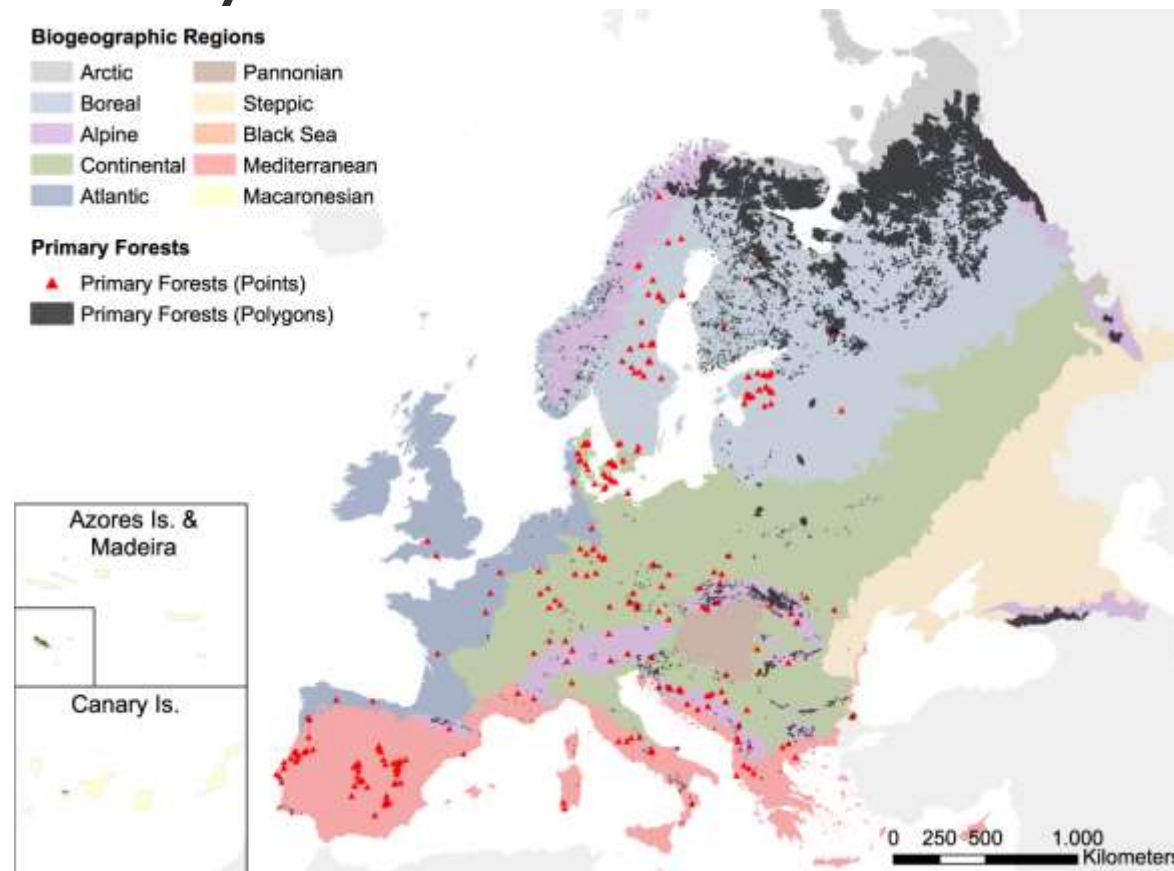 Biogeographic Regions
Arctic
Pannonian
Boreal
Steppic
Alpine
Black Sea
Continental
Mediterranean
Atlantic
Macaronesian
Primary Forests
Primary Forests (Points)
Primary Forests (Polygons)
Azores Is. &
Madeira
Canary Is.
0 250 500 1.000
Kilometers